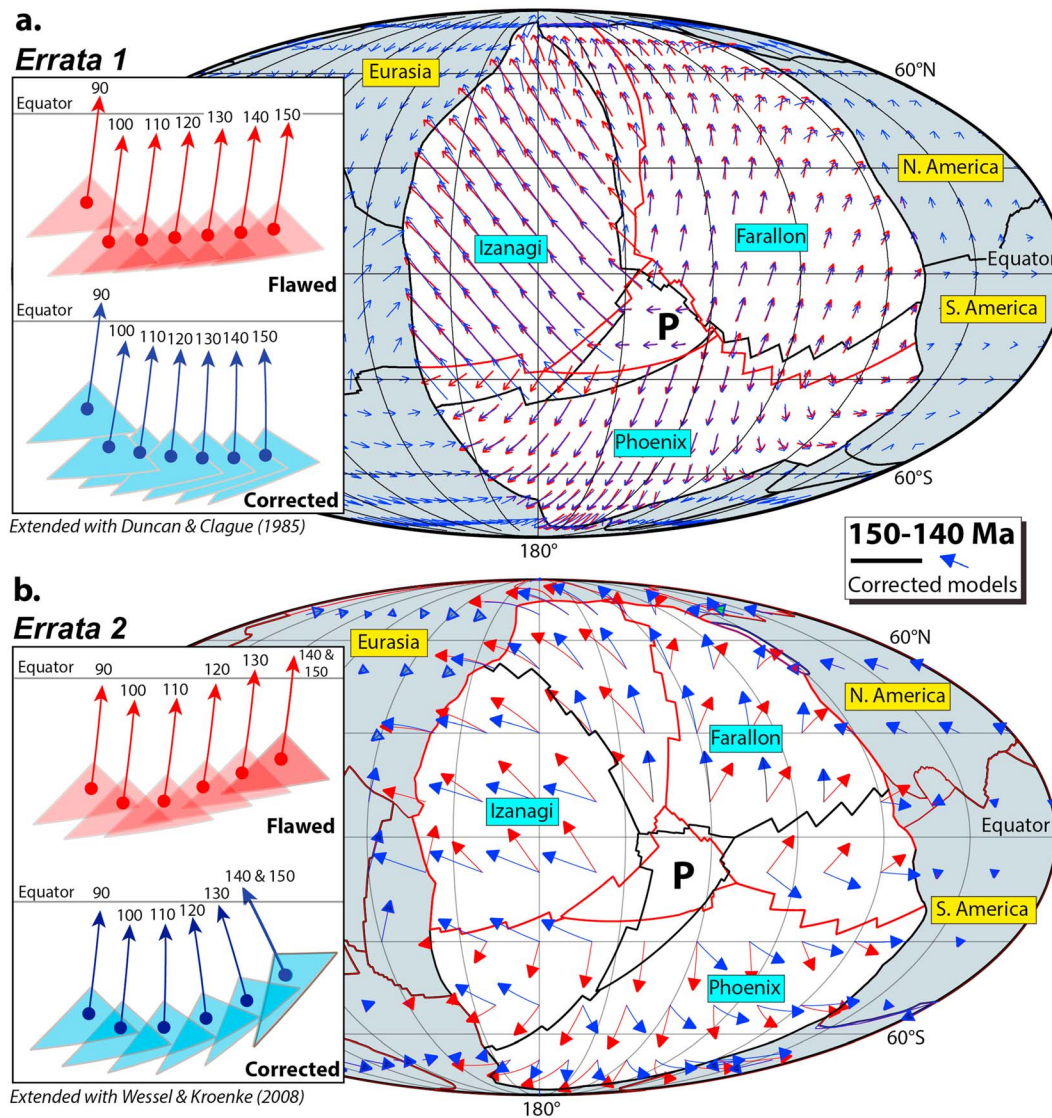 a.
Errata 1
Equator
90
100 110 120 130 140 150
Flawed
Equator
90
100 110 120 130 140 150
Corrected
Extended with Duncan & Clague (1985)
Eurasia
60°N
N. America
Izanagi
Farallon
Equator
S. America
P
Phoenix
60°S
180°
150-140 Ma
Corrected models
b.
Errata 2
Equator
90 100 110 120 130 140 &
150
Flawed
Equator
90 100 110 120 130 140 & 150
Corrected
Extended with Wessel & Kroenke (2008)
Eurasia
60°N
N. America
Farallon
Izanagi
Equator
P
S. America
Phoenix
60°S
180°